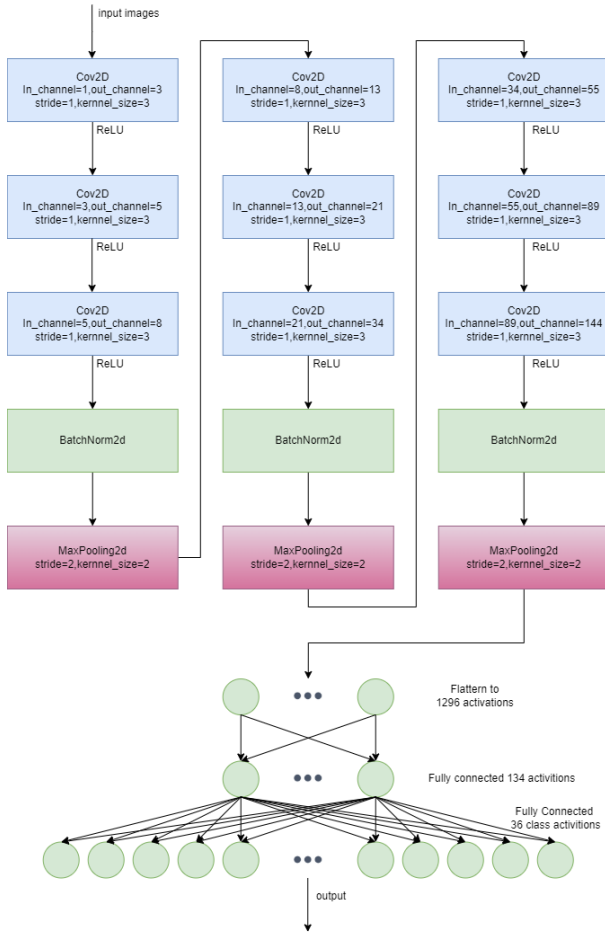 input images
Cov2D
In_channel=1,out_channel=3
stride=1,kernnel_size=3
ReLU
Cov2D
In_channel=3,out_channel=5
stride=1,kernnel_size=3
ReLU
Cov2D
In_channel=5,out_channel=8
stride=1,kernnel_size=3
ReLU
BatchNorm2d
MaxPooling2d
stride=2,kernnel_size=2
Cov2D
In_channel=8,out_channel=13
stride=1,kernnel_size=3
ReLU
Cov2D
In_channel=13,out_channel=21
stride=1,kernnel_size=3
ReLU
Cov2D
In_channel=21,out_channel=34
stride=1,kernnel_size=3
ReLU
BatchNorm2d
MaxPooling2d
stride=2,kernnel_size=2
Cov2D
In_channel=34,out_channel=55
stride=1,kernnel_size=3
ReLU
Cov2D
In_channel=55,out_channel=89
stride=1,kernnel_size=3
ReLU
Cov2D
In_channel=89,out_channel=144
stride=1,kernnel_size=3
ReLU
BatchNorm2d
MaxPooling2d
stride=2,kernnel_size=2
Flattern to
1296 activations
Fully connected 134 activitions
Fully Connected
36 class activitions
output